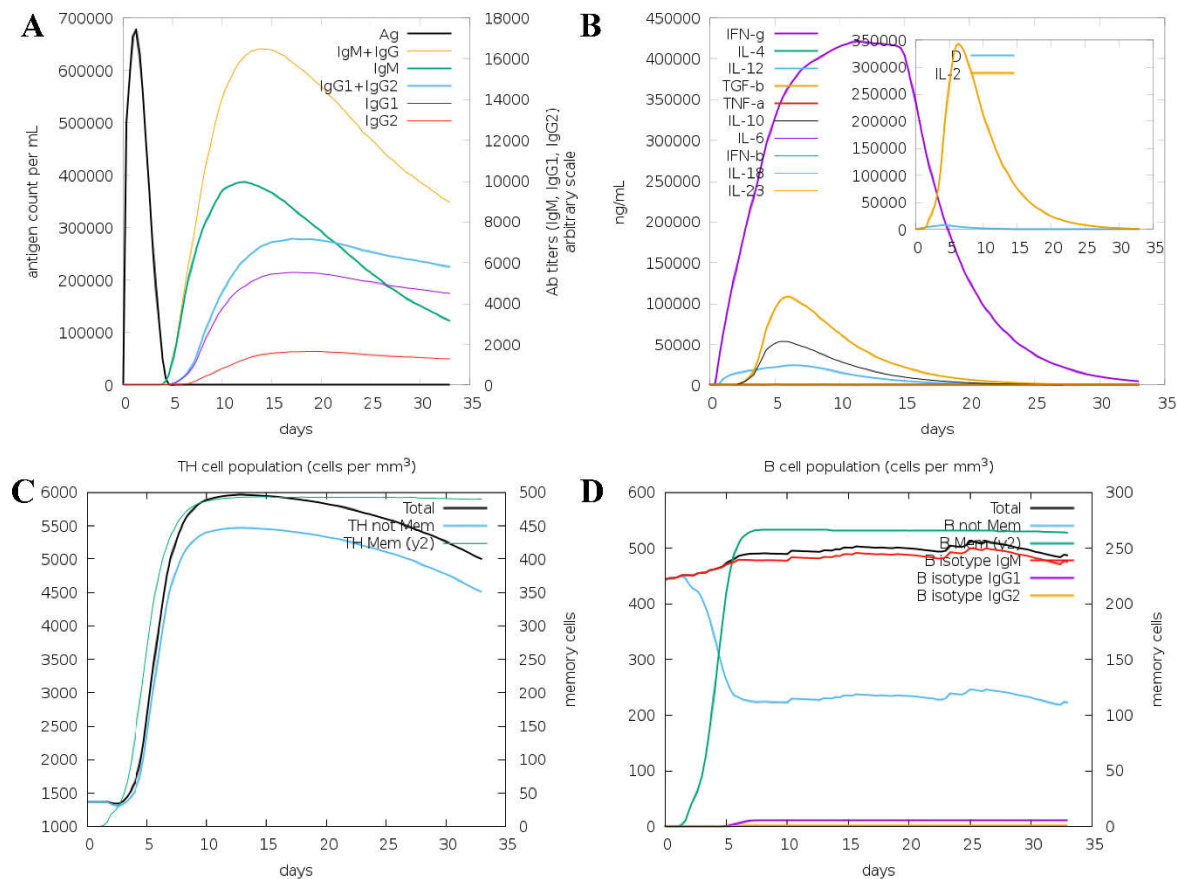 A
700000
600000
500000
400000
300000
200000
100000
0
antigen count per mL
Ag
IgM+IgG
IgM
IgG1+IgG2
IgG1
IgG2
18000
16000
14000
12000
10000
8000
6000
4000
2000
0
Ab titers (IgM, IgG1, IgG2)
arbitrary scale
0 5 10 15 20 25 30 35
days
B
450000
400000
350000
300000
250000
200000
150000
100000
50000
0
ng/mL
IFN-g
IL-4
IL-12
TGF-b
TNF-a
IL-10
IL-6
IFN-b
IL-18
IL-23
350000
300000
250000
200000
150000
100000
50000
0
D
IL-2
0 5 10 15 20 25 30 35
0 5 10 15 20 25 30 35
days
C
TH cell population (cells per mm³)
6000
5500
5000
4500
4000
3500
3000
2500
2000
1500
1000
Total
TH not Mem
TH Mem (y2)
500
450
400
350
300
250
200
150
100
50
0
memory cells
0 5 10 15 20 25 30 35
days
D
B cell population (cells per mm³)
600
500
400
300
200
100
0
Total
B not Mem
B Mem (y2)
B isotype IgM
B isotype IgG1
B isotype IgG2
300
250
200
150
100
50
0
memory cells
0 5 10 15 20 25 30 35
days